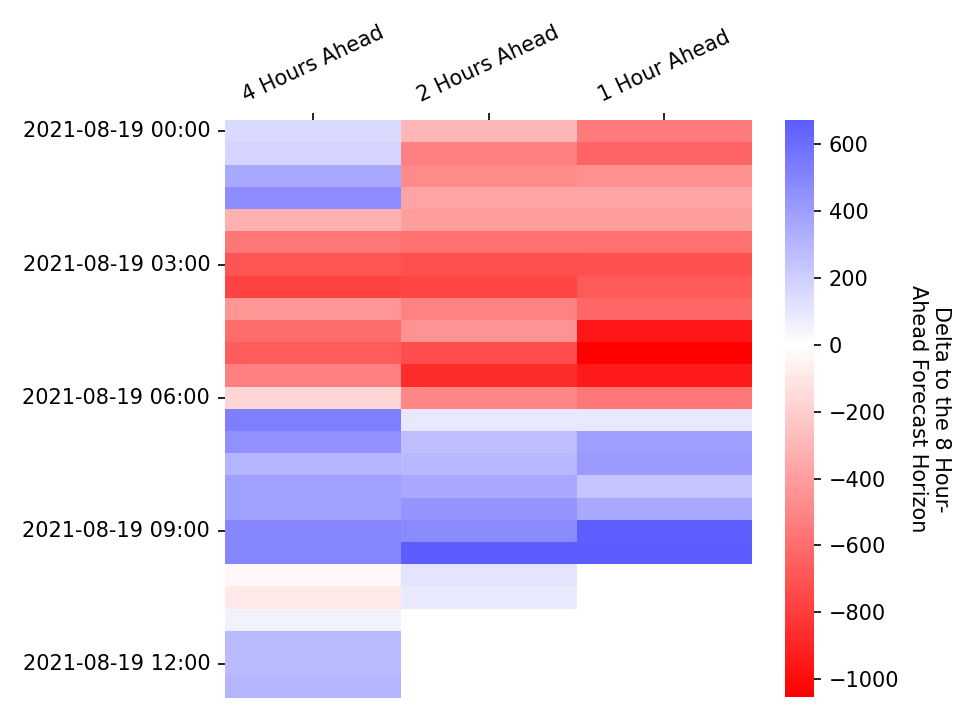 4 Hours Ahead
2 Hours Ahead
1 Hour Ahead
2021-08-19 00:00
2021-08-19 03:00
2021-08-19 06:00
2021-08-19 09:00
2021-08-19 12:00
600
400
200
0
−200
−400
−600
−800
−1000
Delta to the 8 Hour-
Ahead Forecast Horizon